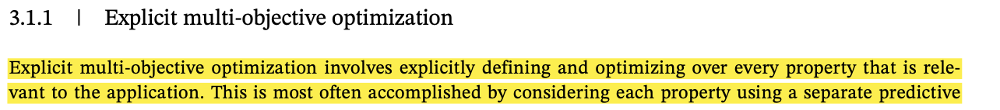 3.1.1 | Explicit multi-objective optimization
Explicit multi-objective optimization involves explicitly defining and optimizing over every property that is rele-
vant to the application. This is most often accomplished by considering each property using a separate predictive